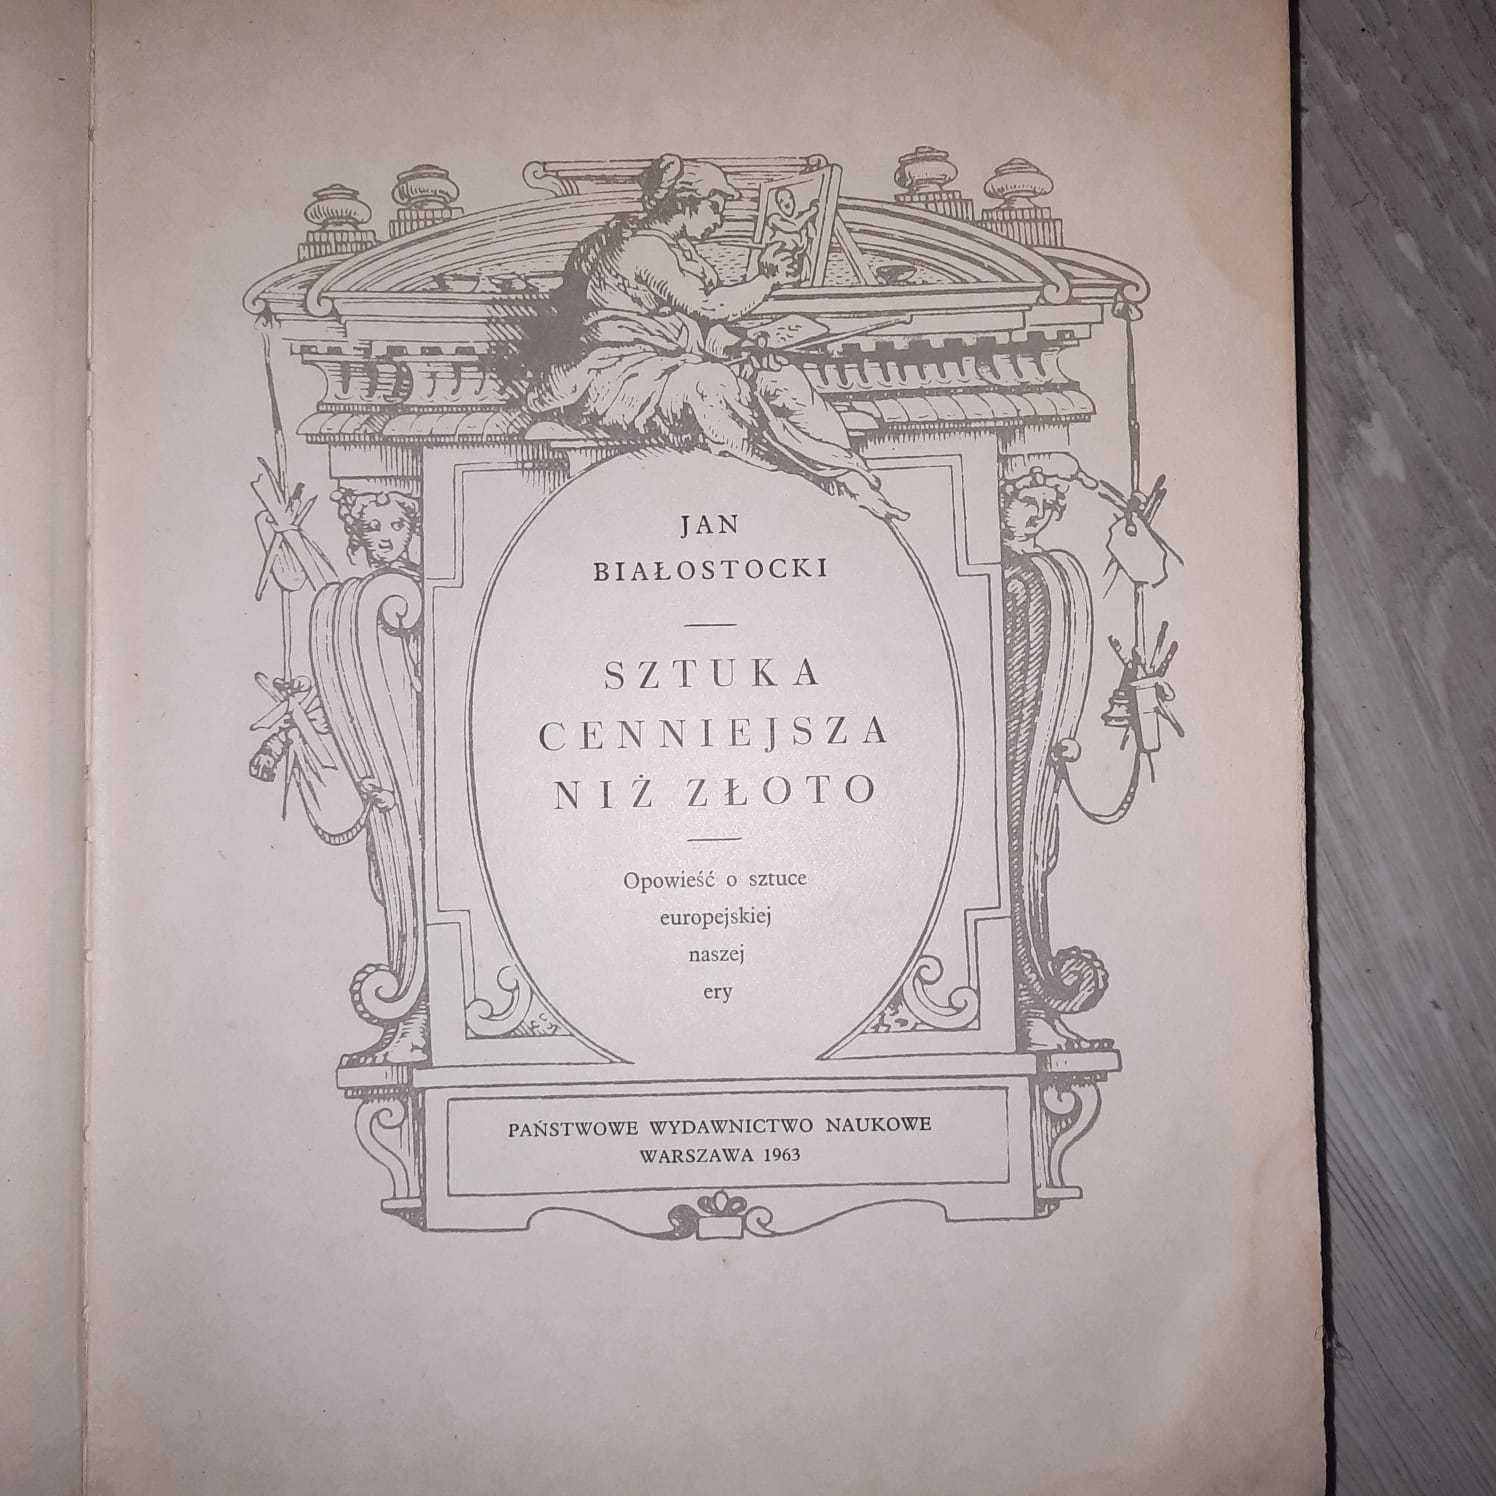 JAN
BIAŁOSTOCKI
SZTUKA
CENNIEJSZA
NIŻ ZŁOTO
Opowieść o sztuce
europejskiej
naszej
ery
PAŃSTWOWE WYDAWNICTWO NAUKOWE
WARSZAWA 1963